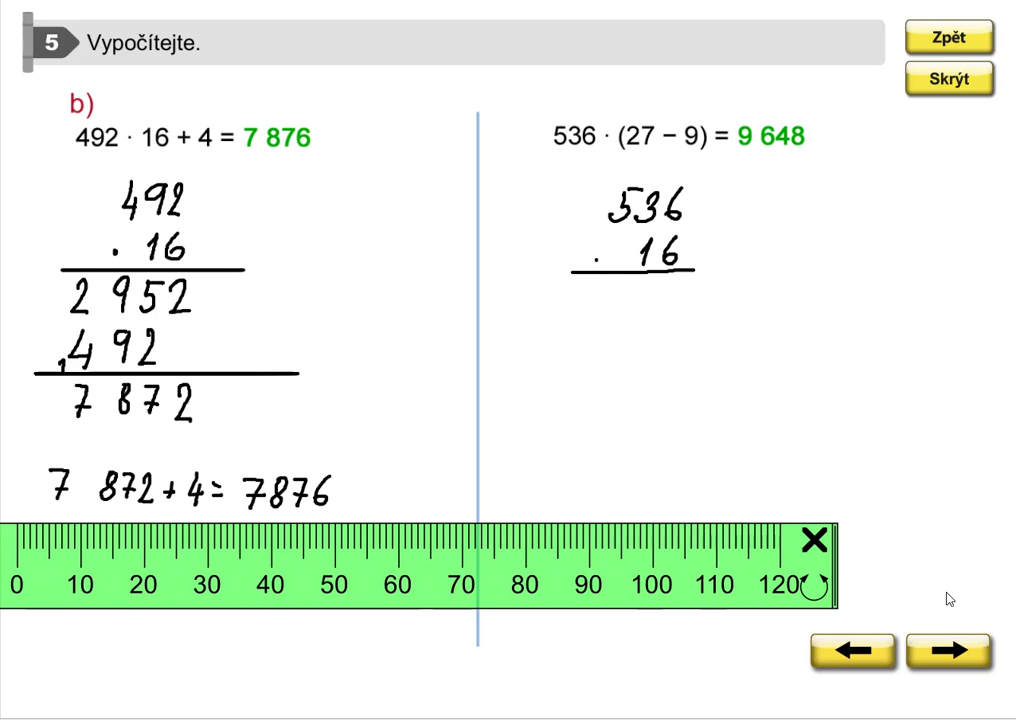 5 Vypočítejte.
Zpět
Skrýt
b)
492 · 16 + 4 = 7 876
492
. 16
2 952
4 92
7 872
7 872 + 4 = 7876
536 · (27 − 9) = 9 648
536
. 16
0 10 20 30 40 50 60 70 80 90 100 110 120